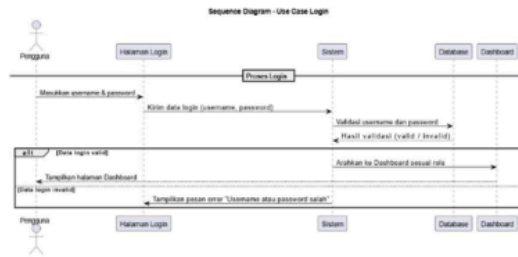 Sequence Diagram - Use Case Login
Pengguna
Halaman Login
Sistem
Database
Dashboard
Proses Login
Masukkan username & password
Kirim data login (username, password)
Validasi username dan password
Hasil validasi (valid / invalid)
alt
[Data login valid]
Arahkan ke Dashboard sesuai role
Tampilkan halaman Dashboard
[Data login invalid]
Tampilkan pesan error "Username atau password salah"
Pengguna
Halaman Login
Sistem
Database
Dashboard